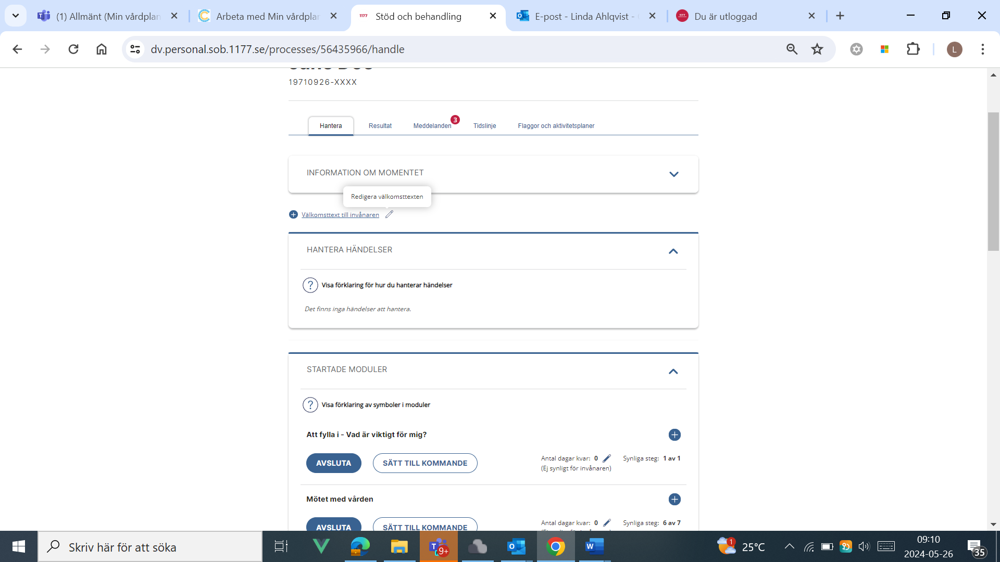 (1) Allmänt (Min vårdplan
Arbeta med Min vårdplan
1177
Stöd och behandling
E-post - Linda Ahlqvist -
1177
Du är utloggad
dv.personal.sob.1177.se/processes/56435966/handle
L
19710926-XXXX
Hantera
Resultat
Meddelanden
3
Tidslinje
Flaggor och aktivitetsplaner
INFORMATION OM MOMENTET
Redigera välkomsttexten
Välkomsttext till invånaren
HANTERA HÄNDELSER
? Visa förklaring för hur du hanterar händelser
Det finns inga händelser att hantera.
STARTADE MODULER
? Visa förklaring av symboler i moduler
Att fylla i - Vad är viktigt för mig?
AVSLUTA
SÄTT TILL KOMMANDE
Antal dagar kvar: 0
(Ej synligt för invånaren)
Synliga steg: 1 av 1
Mötet med vården
AVSLUTA
SÄTT TILL KOMMANDE
Antal dagar kvar: 0
Synliga steg: 6 av 7
Skriv här för att söka
T
9+
O
W
1
25°C
09:10
2024-05-26
35